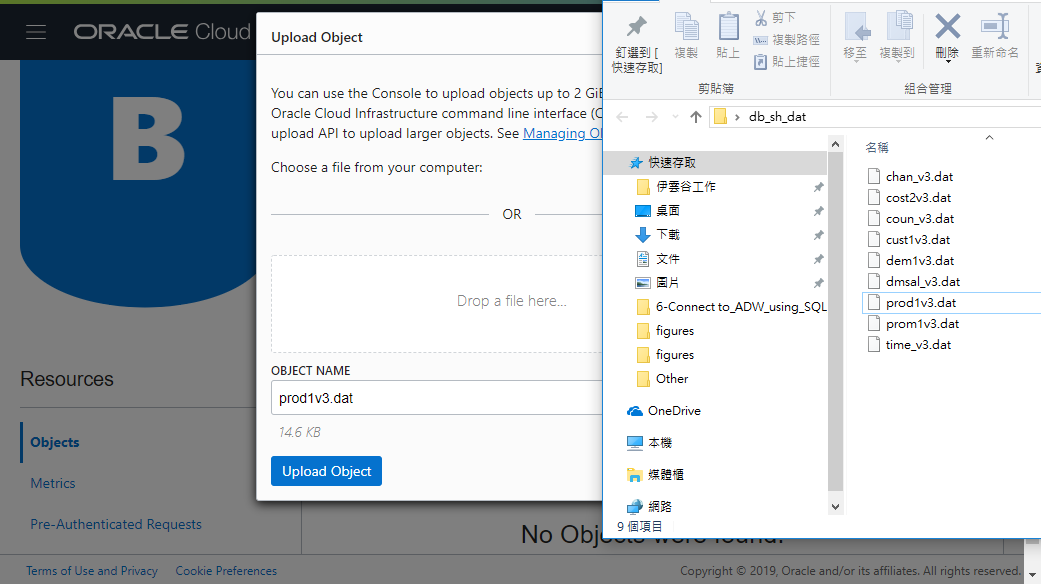 ORACLE Cloud
B
Resources
Objects
Metrics
Pre-Authenticated Requests
Upload Object
You can use the Console to upload objects up to 2 GiB
Oracle Cloud Infrastructure command line interface (C
upload API to upload larger objects. See Managing Ob
Choose a file from your computer:
OR
Drop a file here...
OBJECT NAME
prod1v3.dat
14.6 KB
Upload Object
No Objects were found.
釘選到 [
快速存取]
複製
貼上
剪下
複製路徑
貼上捷徑
剪貼簿
移至
複製到
刪除
重新命名
組合管理
db_sh_dat
快速存取
伊雲谷工作
桌面
下載
文件
圖片
6-Connect to_ADW_using_SQL
figures
figures
Other
OneDrive
本機
媒體櫃
網路
9 個項目
名稱
chan_v3.dat
cost2v3.dat
coun_v3.dat
cust1v3.dat
dem1v3.dat
dmsal_v3.dat
prod1v3.dat
prom1v3.dat
time_v3.dat
Terms of Use and Privacy Cookie Preferences
Copyright © 2019, Oracle and/or its affiliates. All rights reserved.